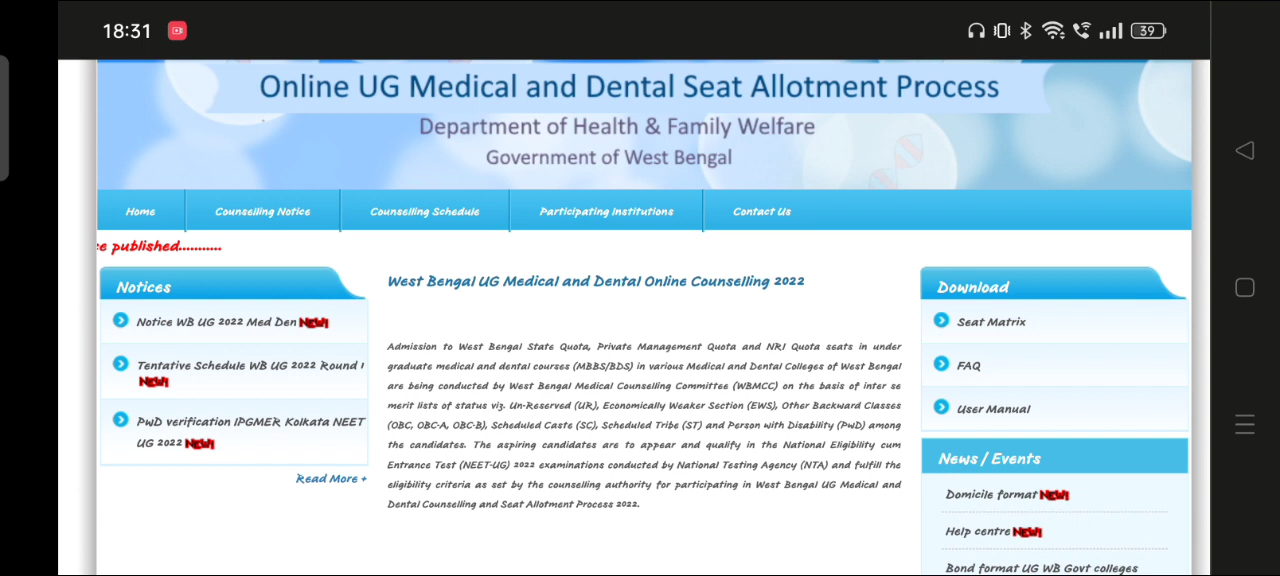 18:31
39
Online UG Medical and Dental Seat Allotment Process
Department of Health & Family Welfare
Government of West Bengal
Home
Counselling Notice
Counselling Schedule
Participating Institutions
Contact Us
published...........
Notices
Notice WB UG 2022 Med Den NEW!
Tentative Schedule WB UG 2022 Round 1
NEW!
PwD verification IPGMER Kolkata NEET
UG 2022 NEW!
Read More +
West Bengal UG Medical and Dental Online Counselling 2022
Admission to West Bengal State Quota, Private Management Quota and NRI Quota seats in under
graduate medical and dental courses (MBBS/BDS) in various Medical and Dental Colleges of West Bengal
are being conducted by West Bengal Medical Counselling Committee (WBMCC) on the basis of inter se
merit lists of status viz. Un-Reserved (UR), Economically Weaker Section (EWS), Other Backward Classes
(OBC, OBC-A, OBC-B), Scheduled Caste (SC), Scheduled Tribe (ST) and Person with Disability (PwD) among
the candidates. The aspiring candidates are to appear and qualify in the National Eligibility cum
Entrance Test (NEET-UG) 2022 examinations conducted by National Testing Agency (NTA) and fulfill the
eligibility criteria as set by the counselling authority for participating in West Bengal UG Medical and
Dental Counselling and Seat Allotment Process 2022.
Download
Seat Matrix
FAQ
User Manual
News / Events
Domicile format NEW!
Help centre NEW!
Bond format UG WB Govt colleges